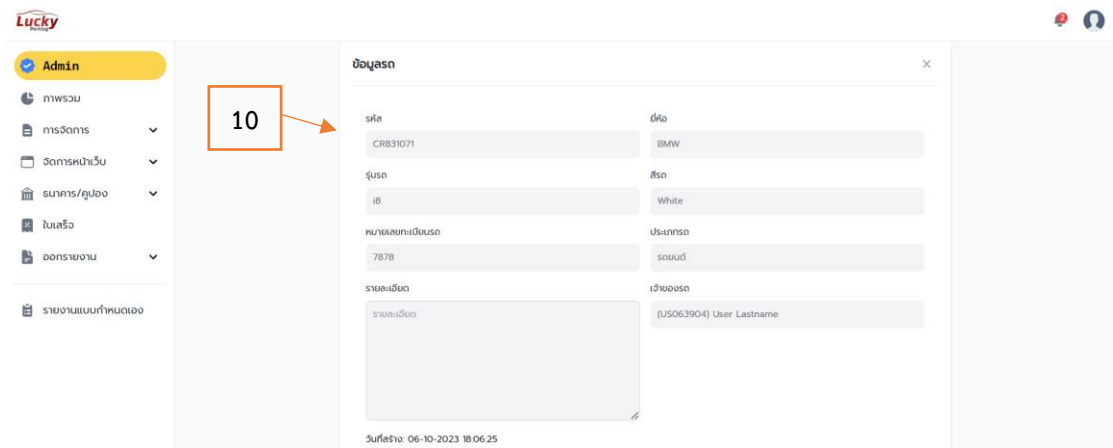 Lucky
Parking
2
Admin
ภาพรวม
การจัดการ
จัดการหน้าเว็บ
ธนาคาร/คูปอง
ใบเสร็จ
ออกรายงาน
รายงานแบบกำหนดเอง
10
ข้อมูลรถ
รหัส
ยี่ห้อ
CR831071
BMW
รุ่นรถ
สีรถ
i8
White
หมายเลขทะเบียนรถ
ประเภทรถ
7878
รถยนต์
รายละเอียด
เจ้าของรถ
รายละเอียด
(US063904) User Lastname
วันที่สร้าง: 06-10-2023 18:06:25